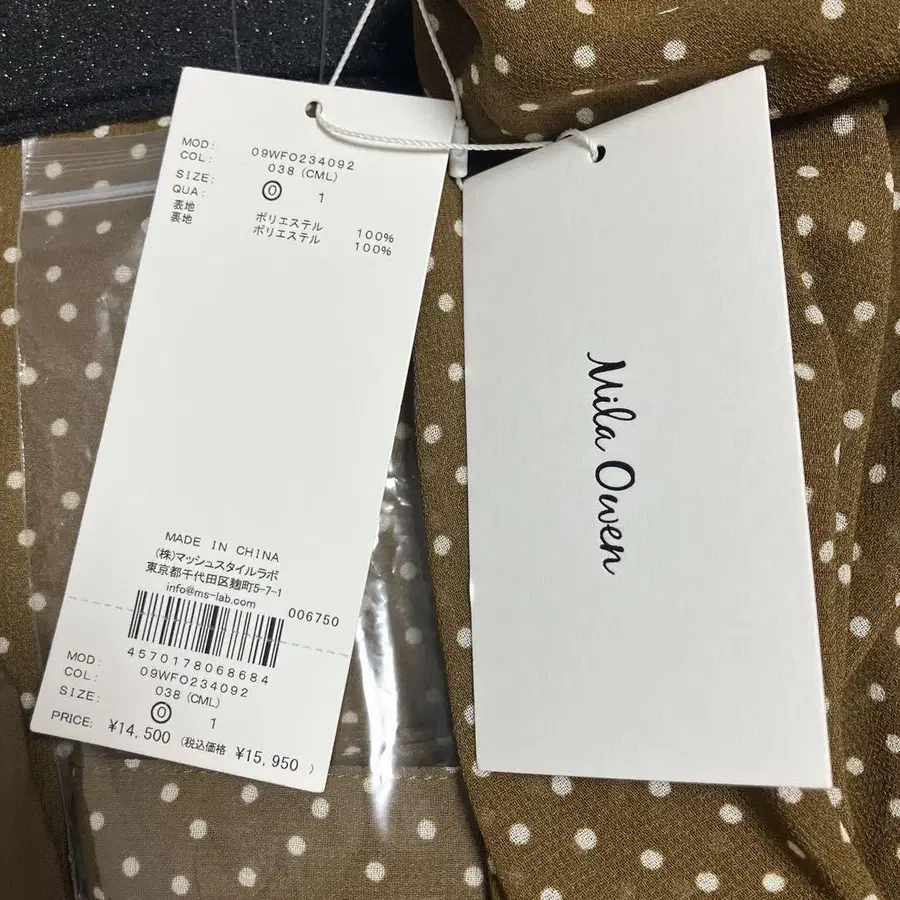 MOD: 09WFO234092
COL: 038 (CML)
SIZE: ⓪ 1
QUA:
表地 ポリエステル 100%
裏地 ポリエステル 100%
MADE IN CHINA
(株)マッシュスタイルラボ
東京都千代田区麹町5-7-1
info@ms-lab.com
006750
4570178068684
MOD: 09WFO234092
COL: 038 (CML)
SIZE: ⓪ 1
PRICE: ¥14,500 (税込価格 ¥15,950 )
Mila Owen